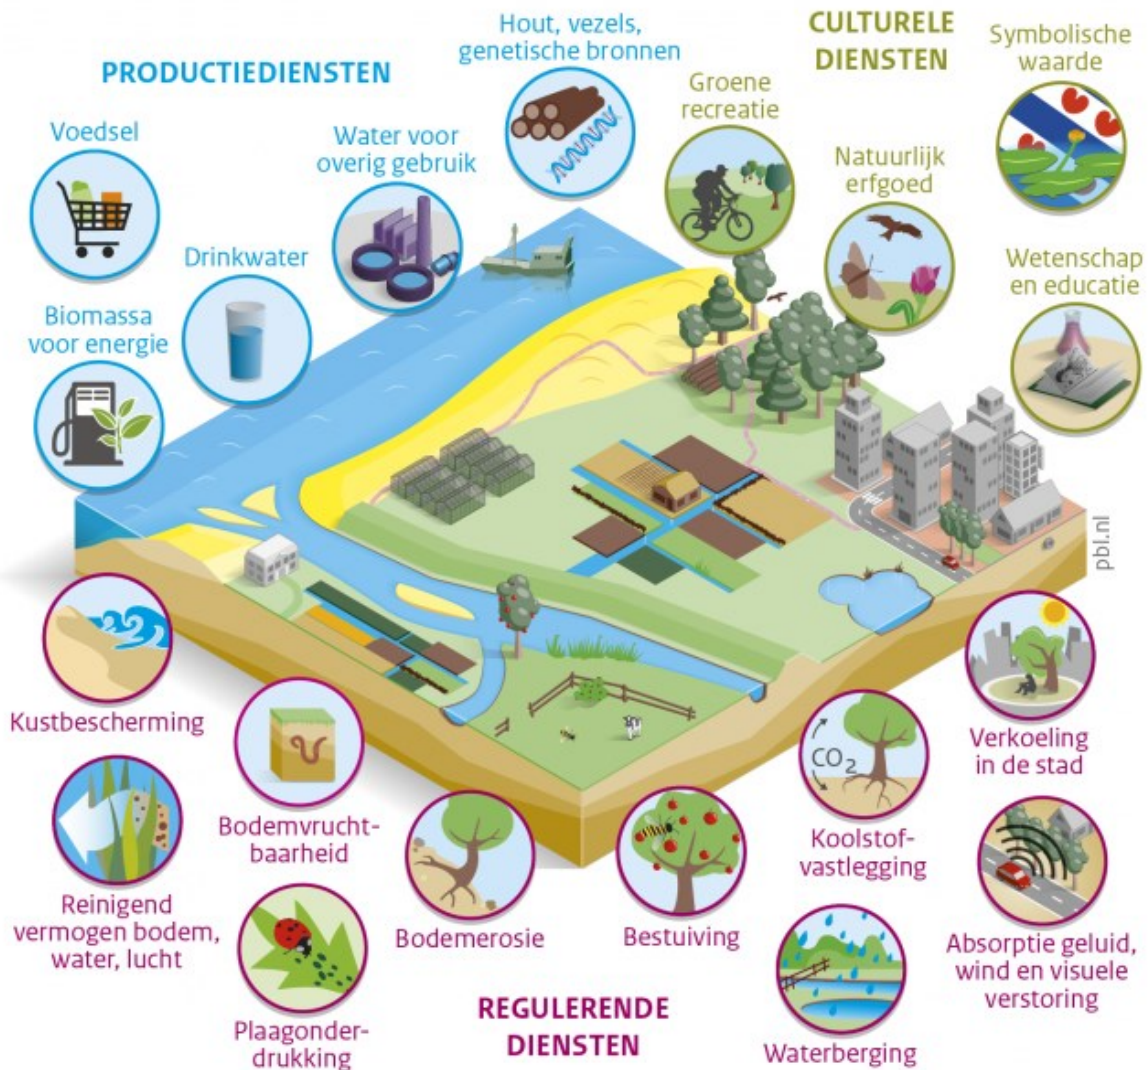 PRODUCTIEDIENSTEN
Voedsel
Drinkwater
Biomassa
voor energie
Water voor
overig gebruik
Hout, vezels,
genetische bronnen
CULTURELE
DIENSTEN
Groene
recreatie
Natuurlijk
erfgoed
Symbolische
waarde
Wetenschap
en educatie
pbl.nl
Kustbescherming
Reinigend
vermogen bodem,
water, lucht
Bodemvrucht-
baarheid
Plaagonder-
drukking
Bodemerosie
Bestuiving
REGULERENDE
DIENSTEN
CO2
Koolstof-
vastlegging
Waterberging
Verkoeling
in de stad
Absorptie geluid,
wind en visuele
verstoring